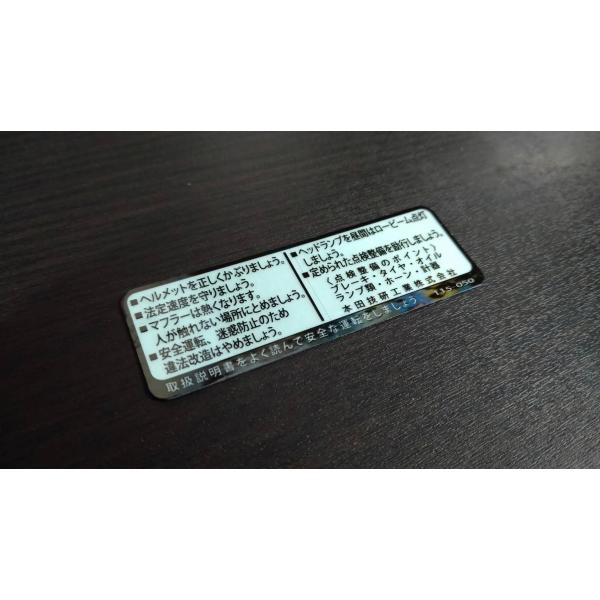 ■ヘルメットを正しくかぶりましょう。
■法定速度を守りましょう。
■マフラーは熱くなります。
人が触れない場所にとめましょう。
■安全運転、迷惑防止のため
違法改造はやめましょう。
■ヘッドランプを昼間はロービーム点灯
しましょう。
■定められた点検整備を励行しましょう。
〈点検整備のポイント〉
ブレーキ・タイヤ・オイル
ランプ類・ホーン・計器
本田技研工業株式会社
取扱説明書をよく読んで安全な運転をしましょう